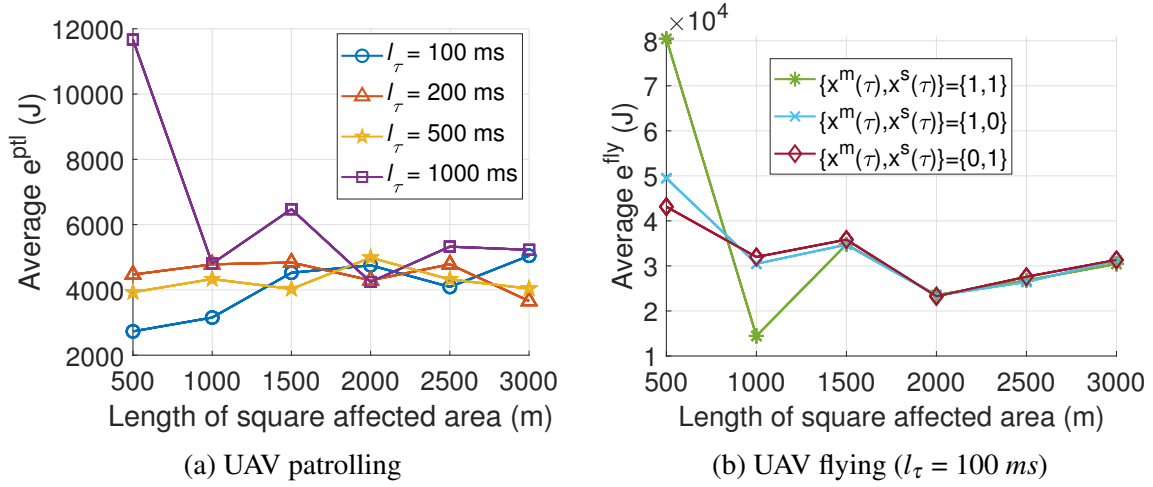 12000
10000
8000
6000
4000
2000
Average e^ptl (J)
l_τ = 100 ms
l_τ = 200 ms
l_τ = 500 ms
l_τ = 1000 ms
500 1000 1500 2000 2500 3000
Length of square affected area (m)
(a) UAV patrolling
×10^4
8
7
6
5
4
3
2
1
Average e^fly (J)
{x^m(τ),x^s(τ)}={1,1}
{x^m(τ),x^s(τ)}={1,0}
{x^m(τ),x^s(τ)}={0,1}
500 1000 1500 2000 2500 3000
Length of square affected area (m)
(b) UAV flying (l_τ = 100 ms)